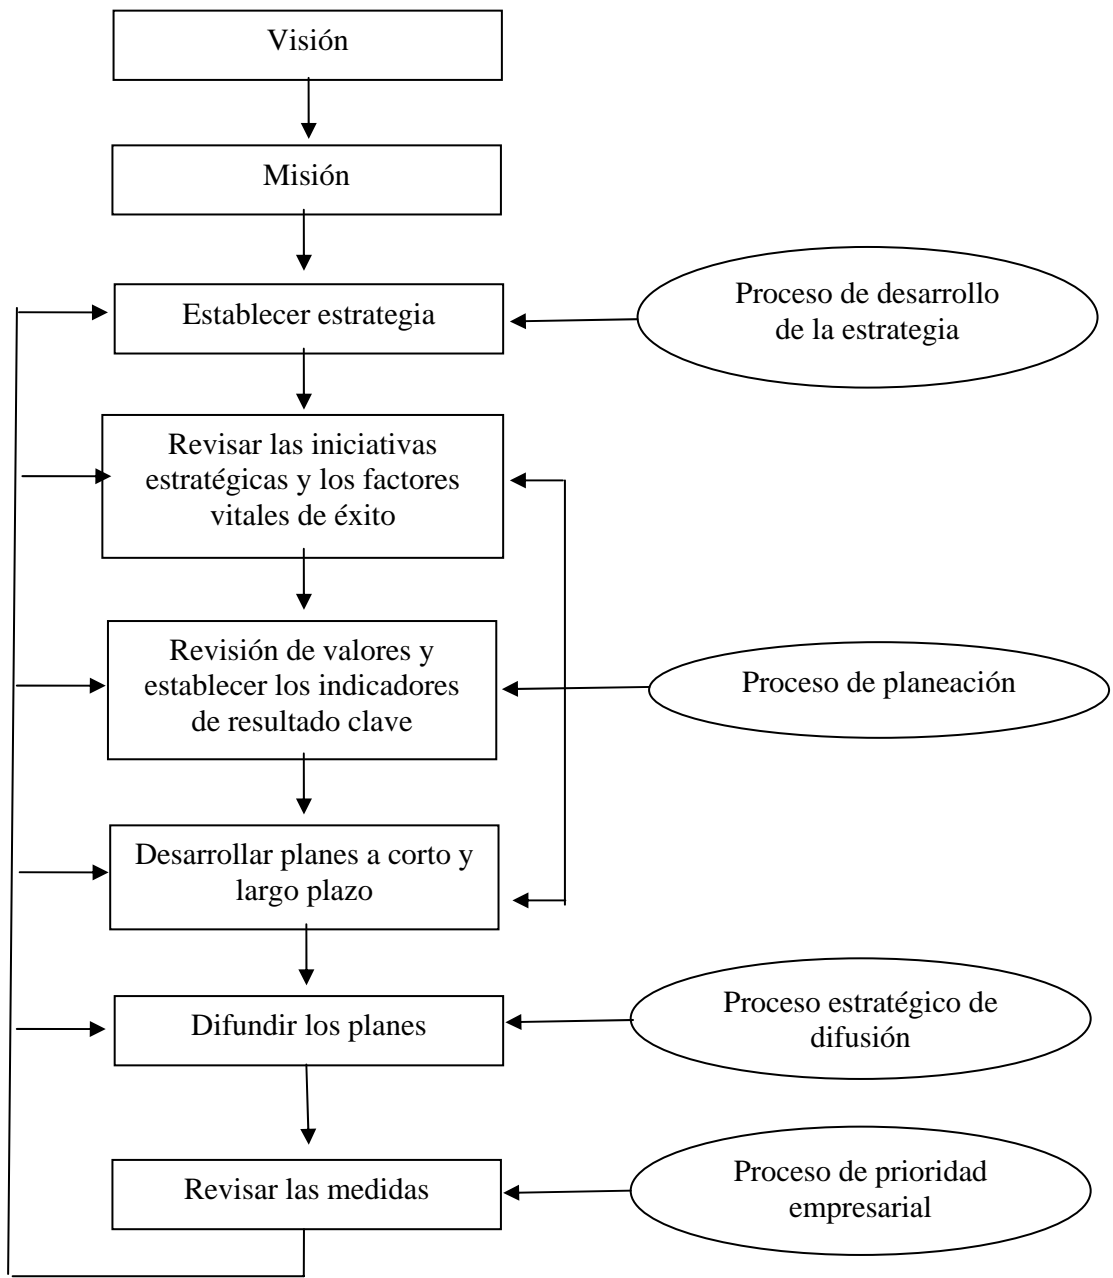 Visión
Misión
Establecer estrategia
Proceso de desarrollo
de la estrategia
Revisar las iniciativas
estratégicas y los factores
vitales de éxito
Revisión de valores y
establecer los indicadores
de resultado clave
Proceso de planeación
Desarrollar planes a corto y
largo plazo
Difundir los planes
Proceso estratégico de
difusión
Revisar las medidas
Proceso de prioridad
empresarial